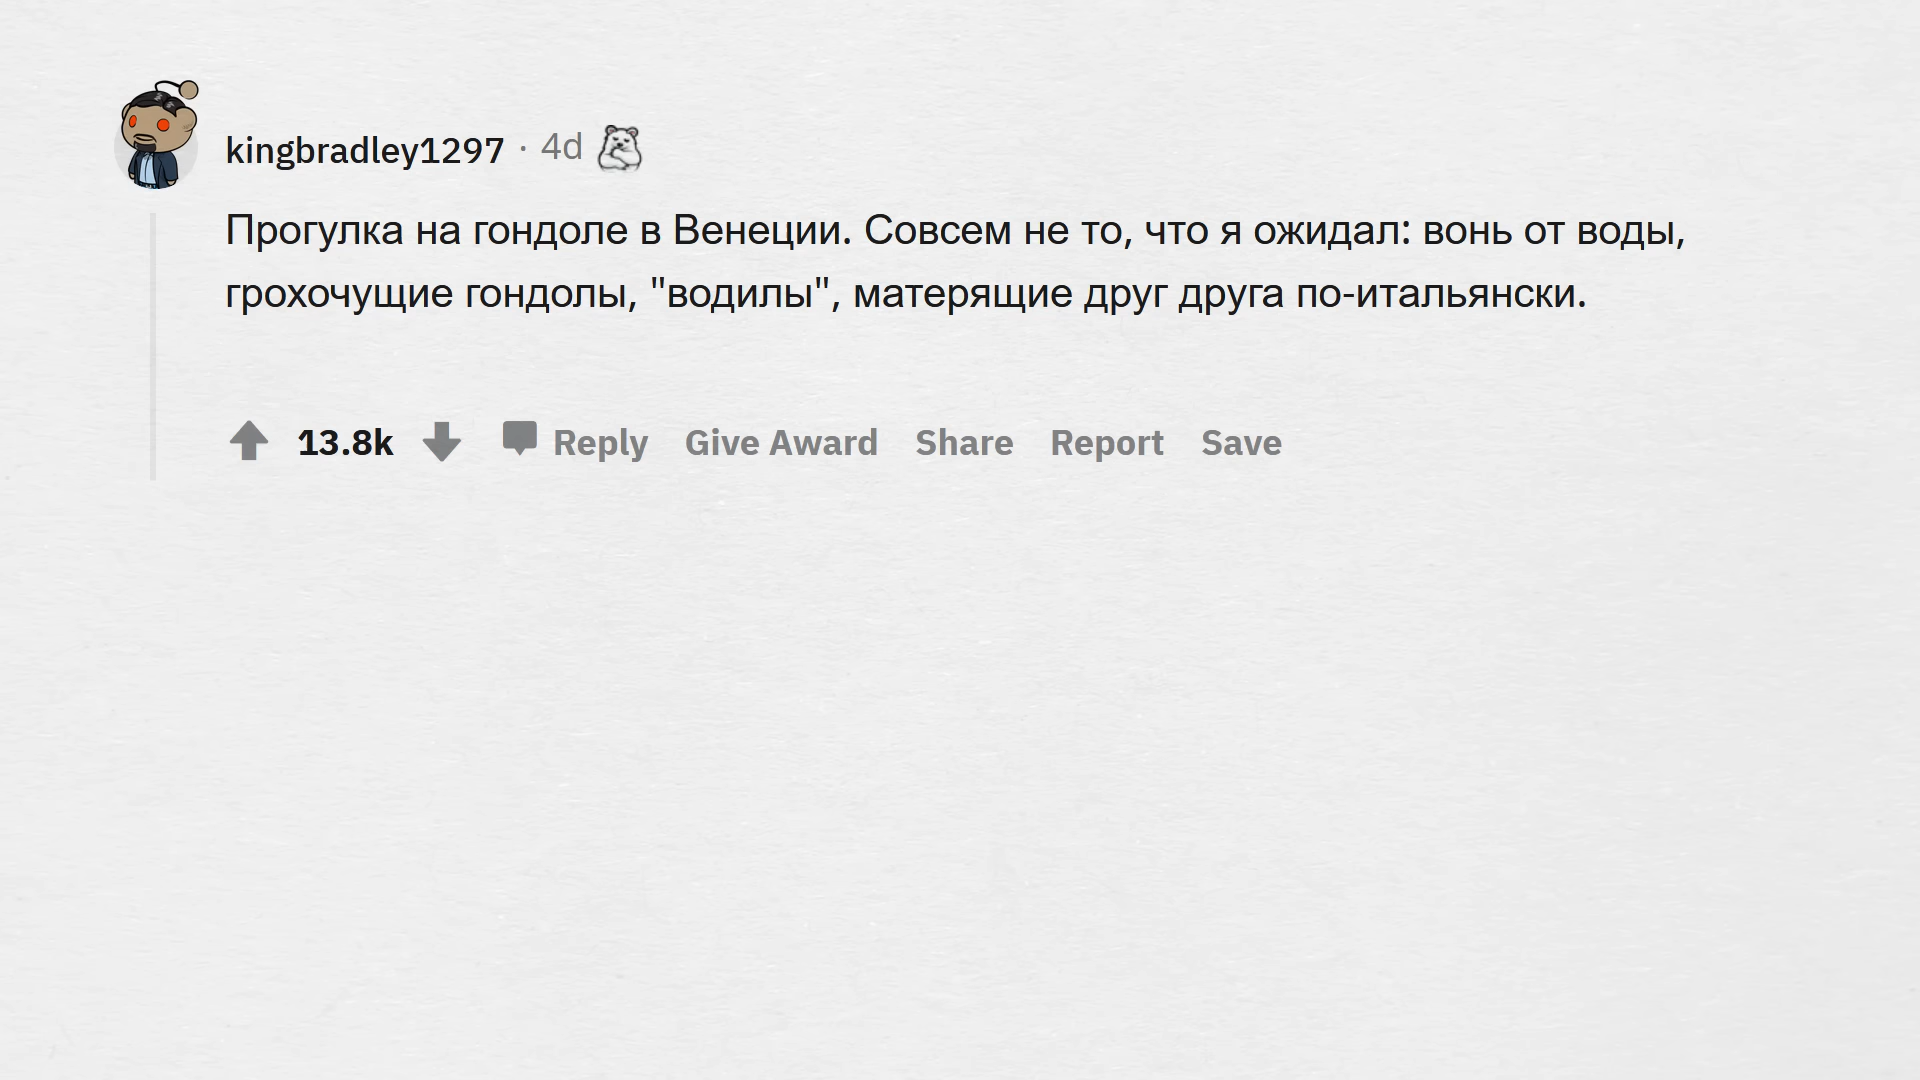 kingbradley1297 · 4d
Прогулка на гондоле в Венеции. Совсем не то, что я ожидал: вонь от воды,
грохочущие гондолы, "водилы", матерящие друг друга по-итальянски.
13.8k Reply Give Award Share Report Save